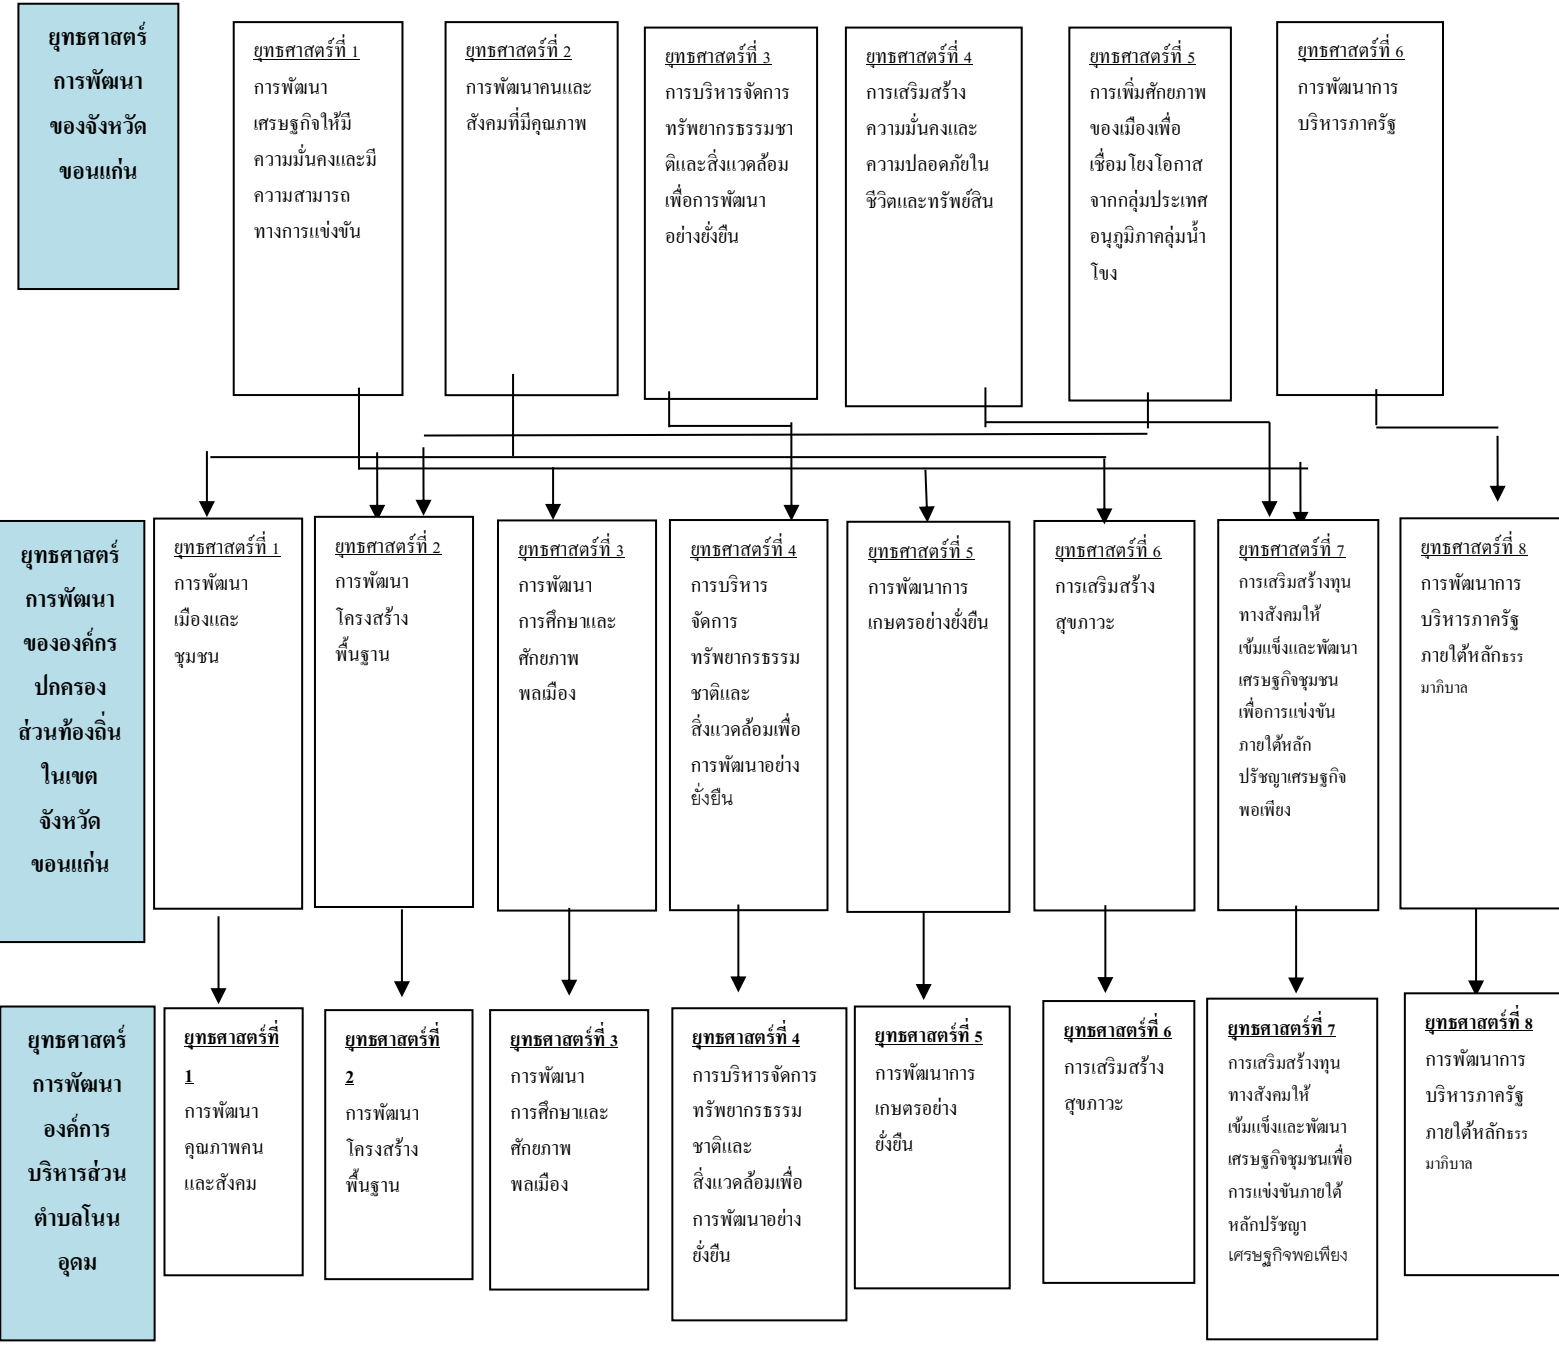 ยุทธศาสตร์
การพัฒนา
ของจังหวัด
ขอนแก่น
ยุทธศาสตร์ที่ 1
การพัฒนา
เศรษฐกิจให้มี
ความมั่นคงและมี
ความสามารถ
ทางการแข่งขัน
ยุทธศาสตร์ที่ 2
การพัฒนาคนและ
สังคมที่มีคุณภาพ
ยุทธศาสตร์ที่ 3
การบริหารจัดการ
ทรัพยากรธรรมชา
ติและสิ่งแวดล้อม
เพื่อการพัฒนา
อย่างยั่งยืน
ยุทธศาสตร์ที่ 4
การเสริมสร้าง
ความมั่นคงและ
ความปลอดภัยใน
ชีวิตและทรัพย์สิน
ยุทธศาสตร์ที่ 5
การเพิ่มศักยภาพ
ของเมืองเพื่อ
เชื่อมโยงโอกาส
จากกลุ่มประเทศ
อนุภูมิภาคลุ่มน้ำ
โขง
ยุทธศาสตร์ที่ 6
การพัฒนาการ
บริหารภาครัฐ
ยุทธศาสตร์
การพัฒนา
ขององค์กร
ปกครอง
ส่วนท้องถิ่น
ในเขต
จังหวัด
ขอนแก่น
ยุทธศาสตร์ที่ 1
การพัฒนา
เมืองและ
ชุมชน
ยุทธศาสตร์ที่ 2
การพัฒนา
โครงสร้าง
พื้นฐาน
ยุทธศาสตร์ที่ 3
การพัฒนา
การศึกษาและ
ศักยภาพ
พลเมือง
ยุทธศาสตร์ที่ 4
การบริหาร
จัดการ
ทรัพยากรธรรม
ชาติและ
สิ่งแวดล้อมเพื่อ
การพัฒนาอย่าง
ยั่งยืน
ยุทธศาสตร์ที่ 5
การพัฒนาการ
เกษตรอย่างยั่งยืน
ยุทธศาสตร์ที่ 6
การเสริมสร้าง
สุขภาวะ
ยุทธศาสตร์ที่ 7
การเสริมสร้างทุน
ทางสังคมให้
เข้มแข็งและพัฒนา
เศรษฐกิจชุมชน
เพื่อการแข่งขัน
ภายใต้หลัก
ปรัชญาเศรษฐกิจ
พอเพียง
ยุทธศาสตร์ที่ 8
การพัฒนาการ
บริหารภาครัฐ
ภายใต้หลักธรร
มาภิบาล
ยุทธศาสตร์
การพัฒนา
องค์การ
บริหารส่วน
ตำบลโนน
อุดม
ยุทธศาสตร์ที่
1
การพัฒนา
คุณภาพคน
และสังคม
ยุทธศาสตร์ที่
2
การพัฒนา
โครงสร้าง
พื้นฐาน
ยุทธศาสตร์ที่ 3
การพัฒนา
การศึกษาและ
ศักยภาพ
พลเมือง
ยุทธศาสตร์ที่ 4
การบริหารจัดการ
ทรัพยากรธรรม
ชาติและ
สิ่งแวดล้อมเพื่อ
การพัฒนาอย่าง
ยั่งยืน
ยุทธศาสตร์ที่ 5
การพัฒนาการ
เกษตรอย่าง
ยั่งยืน
ยุทธศาสตร์ที่ 6
การเสริมสร้าง
สุขภาวะ
ยุทธศาสตร์ที่ 7
การเสริมสร้างทุน
ทางสังคมให้
เข้มแข็งและพัฒนา
เศรษฐกิจชุมชนเพื่อ
การแข่งขันภายใต้
หลักปรัชญา
เศรษฐกิจพอเพียง
ยุทธศาสตร์ที่ 8
การพัฒนาการ
บริหารภาครัฐ
ภายใต้หลักธรร
มาภิบาล